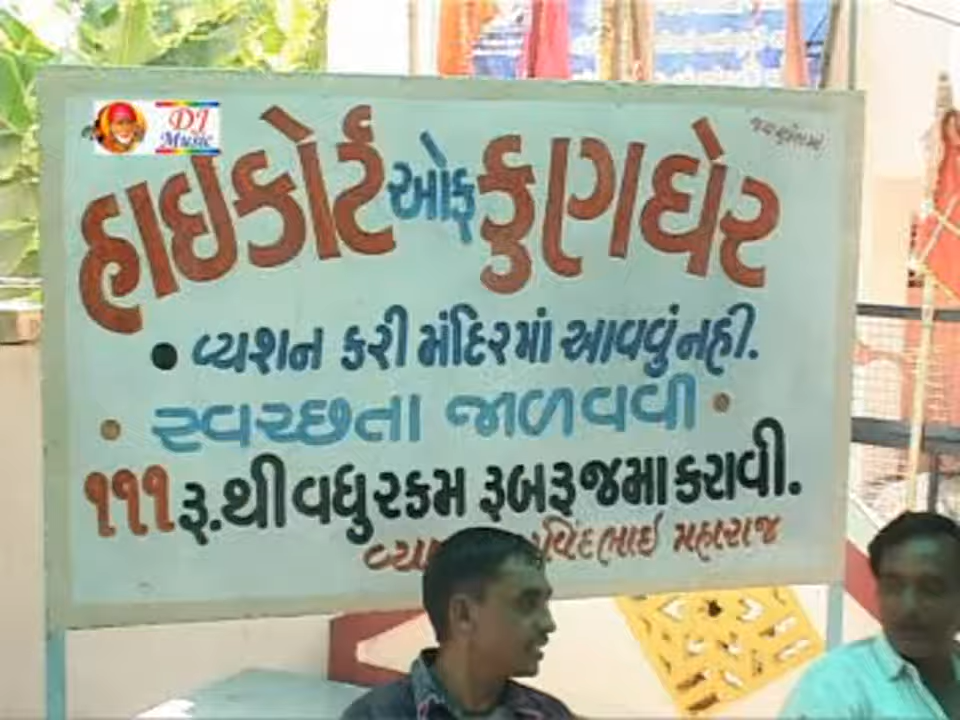 DJ
Music
હાઇકોર્ટ ઓફ કુણઘેર
• વ્યશન કરી મંદિરમાં આવવું નહી.
• સ્વચ્છતા જાળવવી •
૧૧૧ રૂ. થી વધુ રકમ રૂબરૂ જમા કરાવી.
મહારાજ